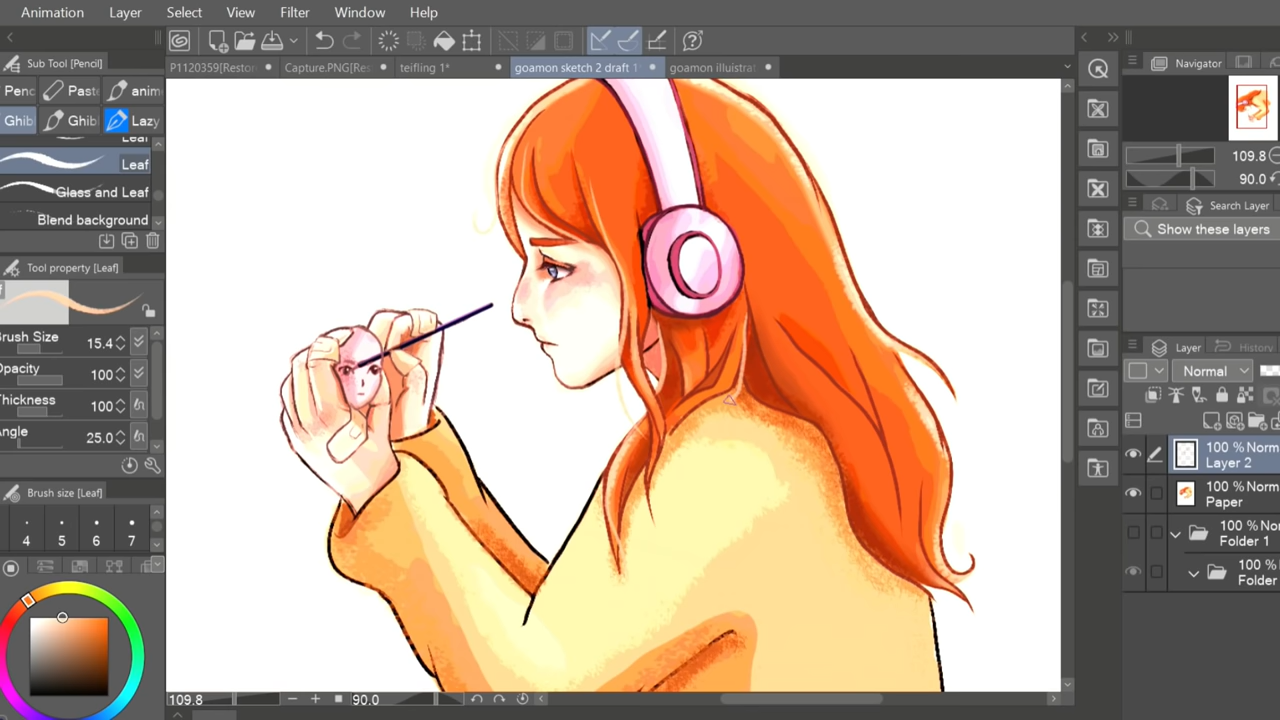 Animation Layer Select View Filter Window Help
Sub Tool [Pencil]
Penc Paste anim
Ghib Ghib Lazy
Leaf
Leaf
Glass and Leaf
Blend background
Tool property [Leaf]
Brush Size 15.4
Opacity 100
Thickness 100
Angle 25.0
Brush size [Leaf]
4 5 6 7
P1120359[Restor Capture.PNG[Res teifling 1* goamon sketch 2 draft 1 goamon illuistrat
109.8 90.0
Navigator
109.8
90.0
Search Layer
Show these layers
Layer History
Normal
100 % Norm
Layer 2
100 % Norm
Paper
100 % No
Folder 1
100 %
Folder